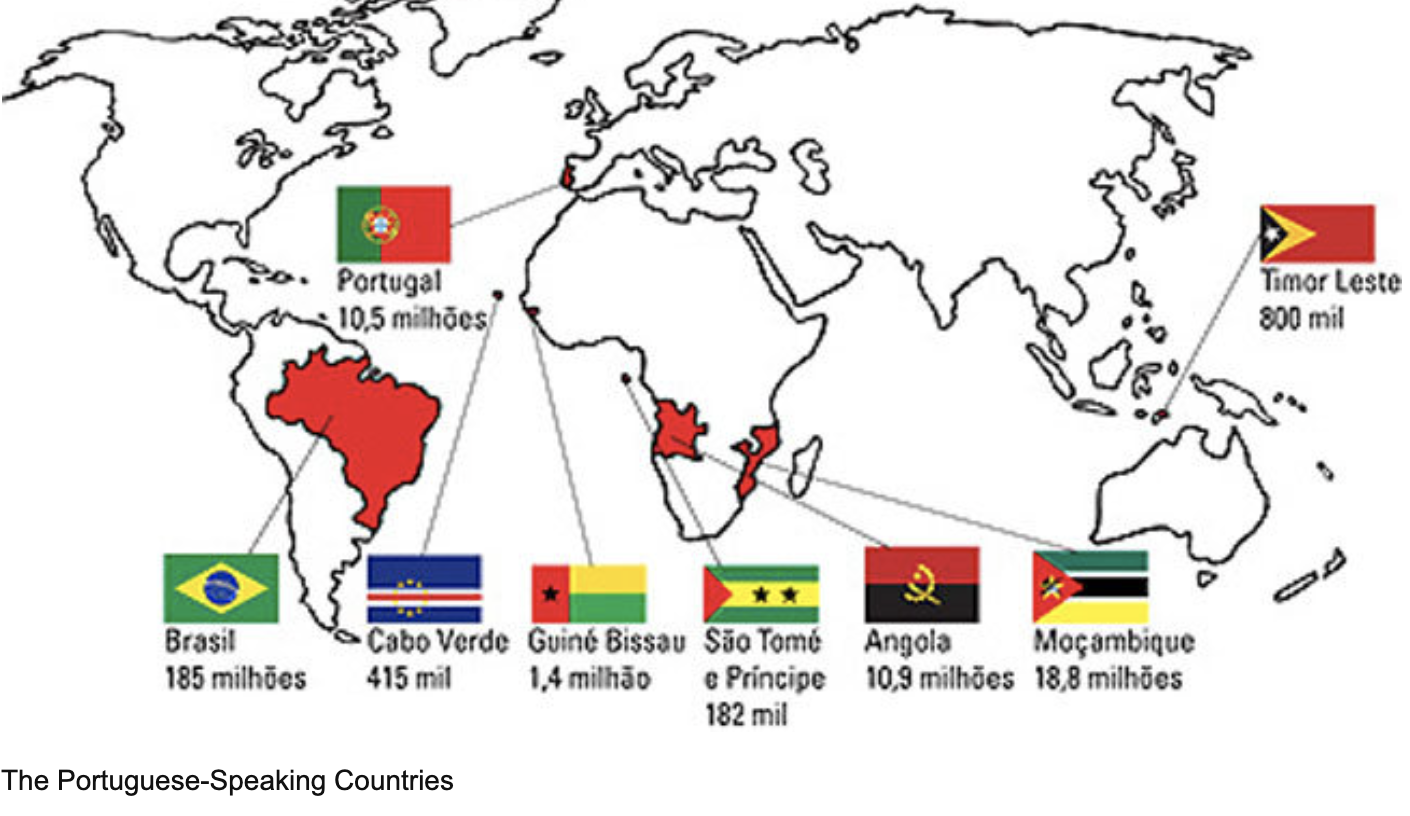 Portugal
10,5 milhões
Timor Leste
800 mil
Brasil
185 milhões
Cabo Verde
415 mil
Guiné Bissau
1,4 milhão
São Tomé
e Príncipe
182 mil
Angola
10,9 milhões
Moçambique
18,8 milhões
The Portuguese-Speaking Countries